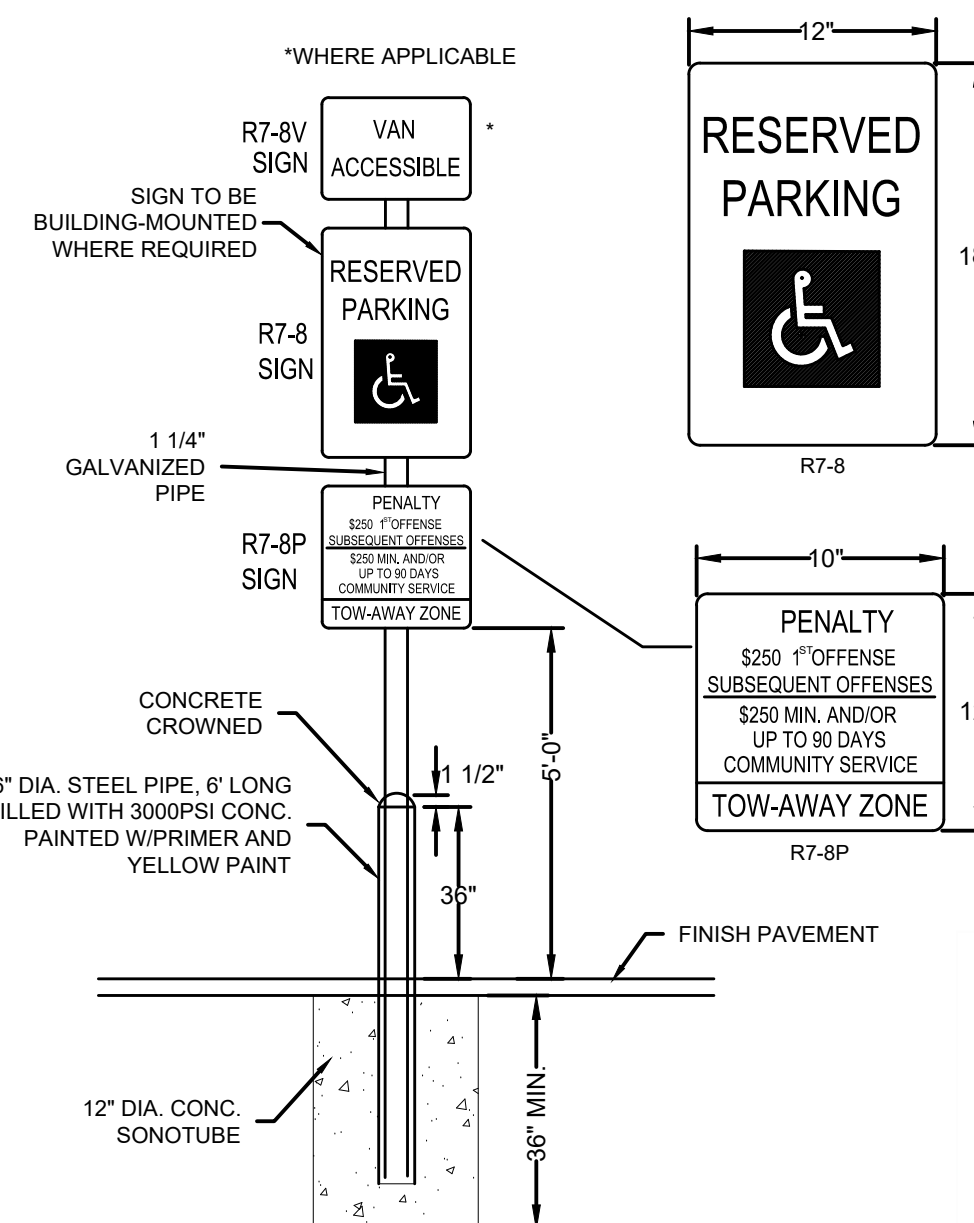 *WHERE APPLICABLE
R7-8V
SIGN
VAN
ACCESSIBLE
*
SIGN TO BE
BUILDING-MOUNTED
WHERE REQUIRED
RESERVED
PARKING
R7-8
SIGN
1 1/4"
GALVANIZED
PIPE
R7-8P
SIGN
PENALTY
$250 1ST OFFENSE
SUBSEQUENT OFFENSES
$250 MIN. AND/OR
UP TO 90 DAYS
COMMUNITY SERVICE
TOW-AWAY ZONE
CONCRETE
CROWNED
6" DIA. STEEL PIPE, 6' LONG
ILLED WITH 3000PSI CONC.
PAINTED W/PRIMER AND
YELLOW PAINT
1 1/2"
36"
5'-0"
FINISH PAVEMENT
12" DIA. CONC.
SONOTUBE
36" MIN.
12"
RESERVED
PARKING
R7-8
10"
PENALTY
$250 1ST OFFENSE
SUBSEQUENT OFFENSES
$250 MIN. AND/OR
UP TO 90 DAYS
COMMUNITY SERVICE
TOW-AWAY ZONE
R7-8P